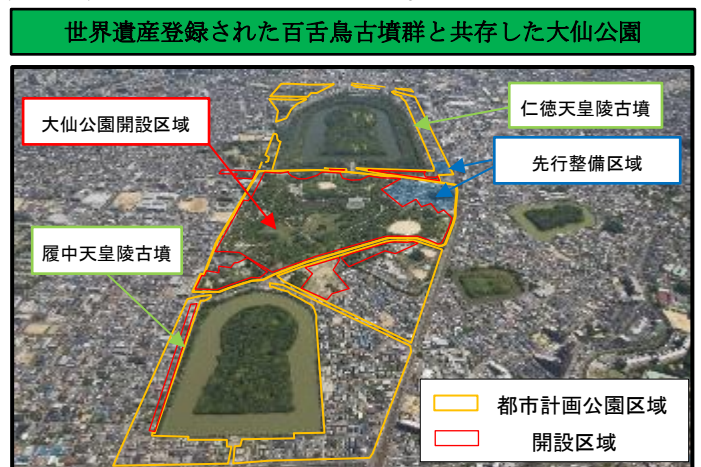 世界遺産登録された百舌鳥古墳群と共存した大仙公園
仁徳天皇陵古墳
大仙公園開設区域
先行整備区域
履中天皇陵古墳
都市計画公園区域
開設区域